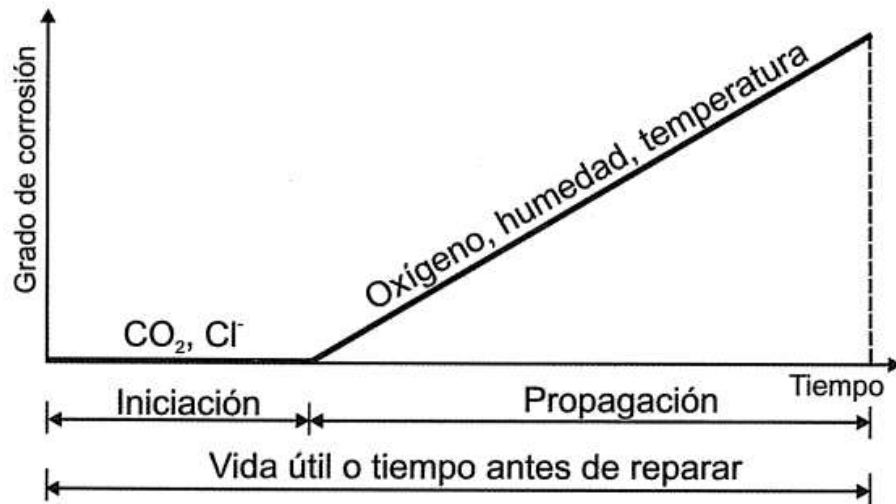 Grado de corrosión
Oxígeno, humedad, temperatura
CO₂, Cl⁻
Tiempo
Iniciación
Propagación
Vida útil o tiempo antes de reparar